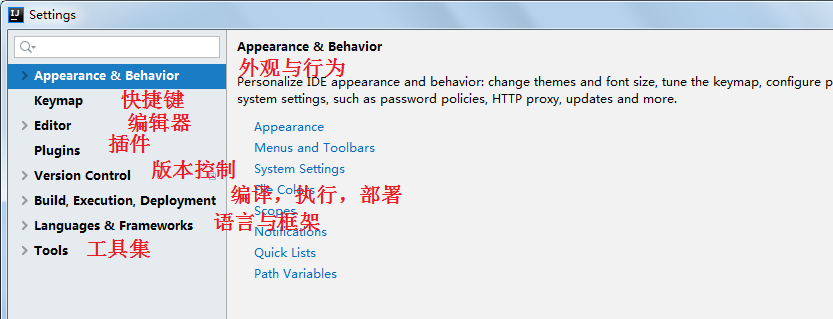 Settings
Appearance & Behavior
Keymap 快捷键
Editor 编辑器
Plugins 插件
Version Control 版本控制
Build, Execution, Deployment 编译，执行，部署
Languages & Frameworks 语言与框架
Tools 工具集
Appearance & Behavior
外观与行为
Personalize IDE appearance and behavior: change themes and font size, tune the keymap, configure p
system settings, such as password policies, HTTP proxy, updates and more.
Appearance
Menus and Toolbars
System Settings
File Colors
Scopes
Notifications
Quick Lists
Path Variables